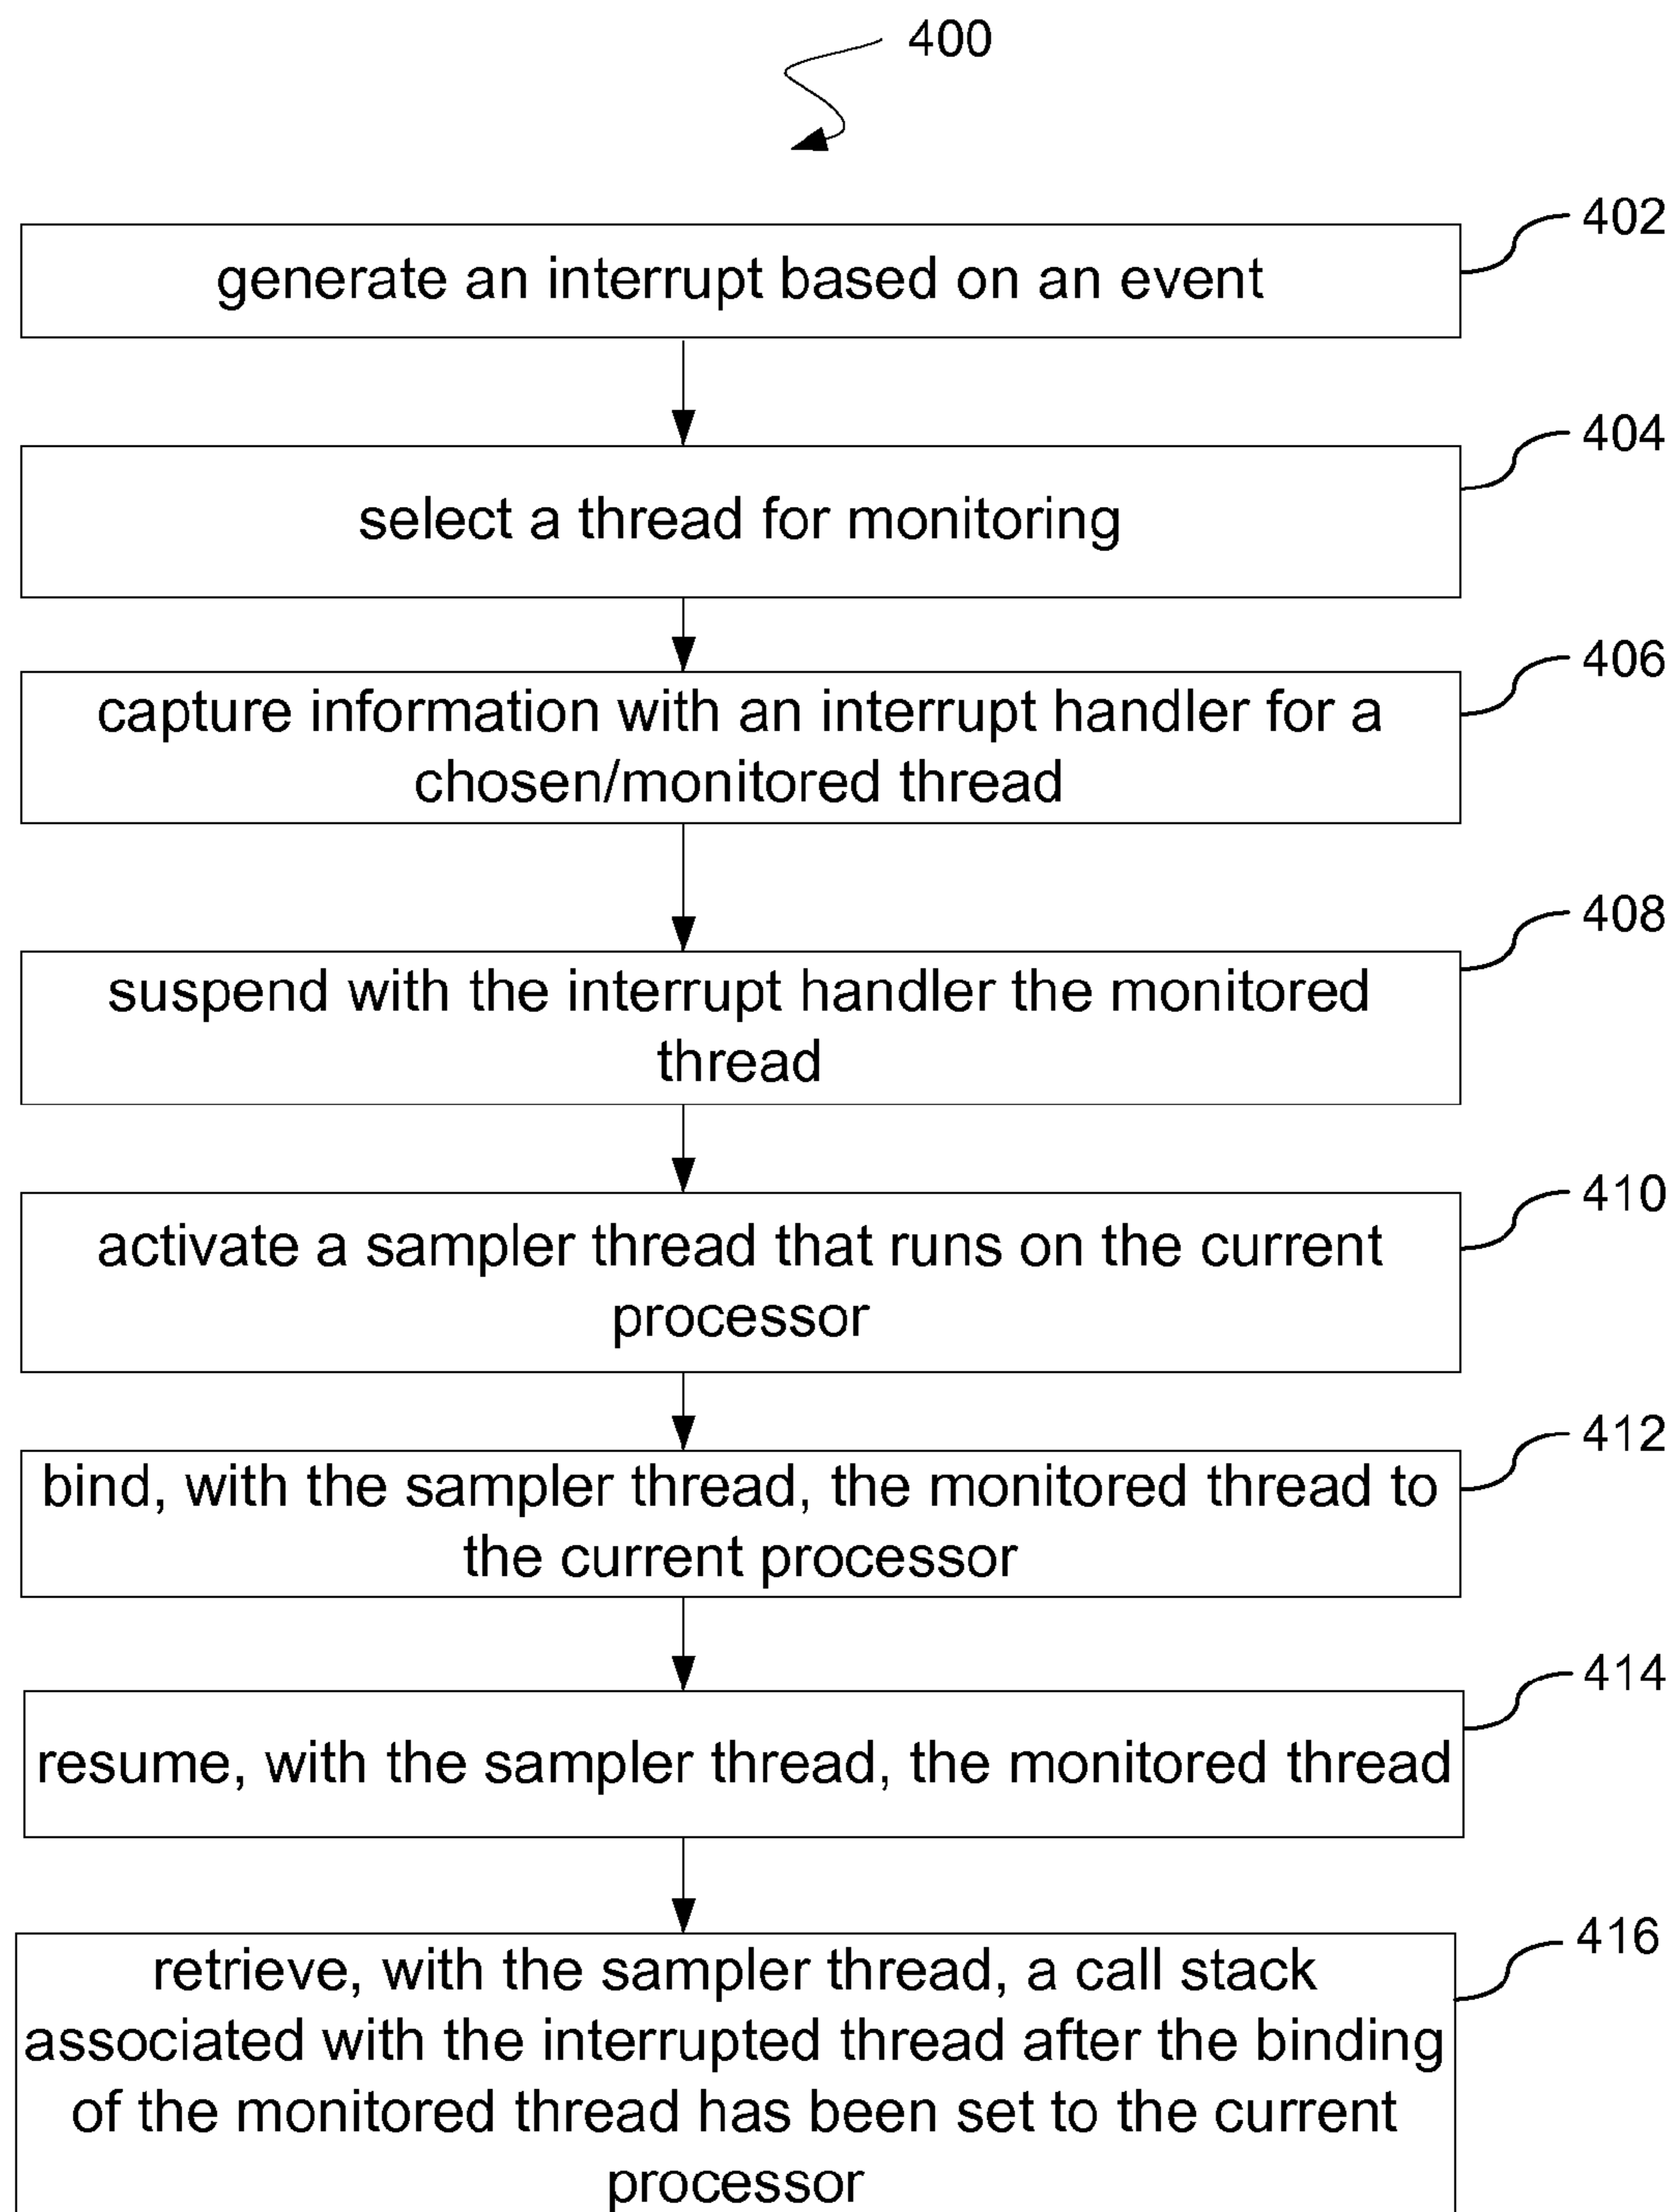 400
402
generate an interrupt based on an event
404
select a thread for monitoring
406
capture information with an interrupt handler for a
chosen/monitored thread
408
suspend with the interrupt handler the monitored
thread
410
activate a sampler thread that runs on the current
processor
412
bind, with the sampler thread, the monitored thread to
the current processor
414
resume, with the sampler thread, the monitored thread
416
retrieve, with the sampler thread, a call stack
associated with the interrupted thread after the binding
of the monitored thread has been set to the current
processor